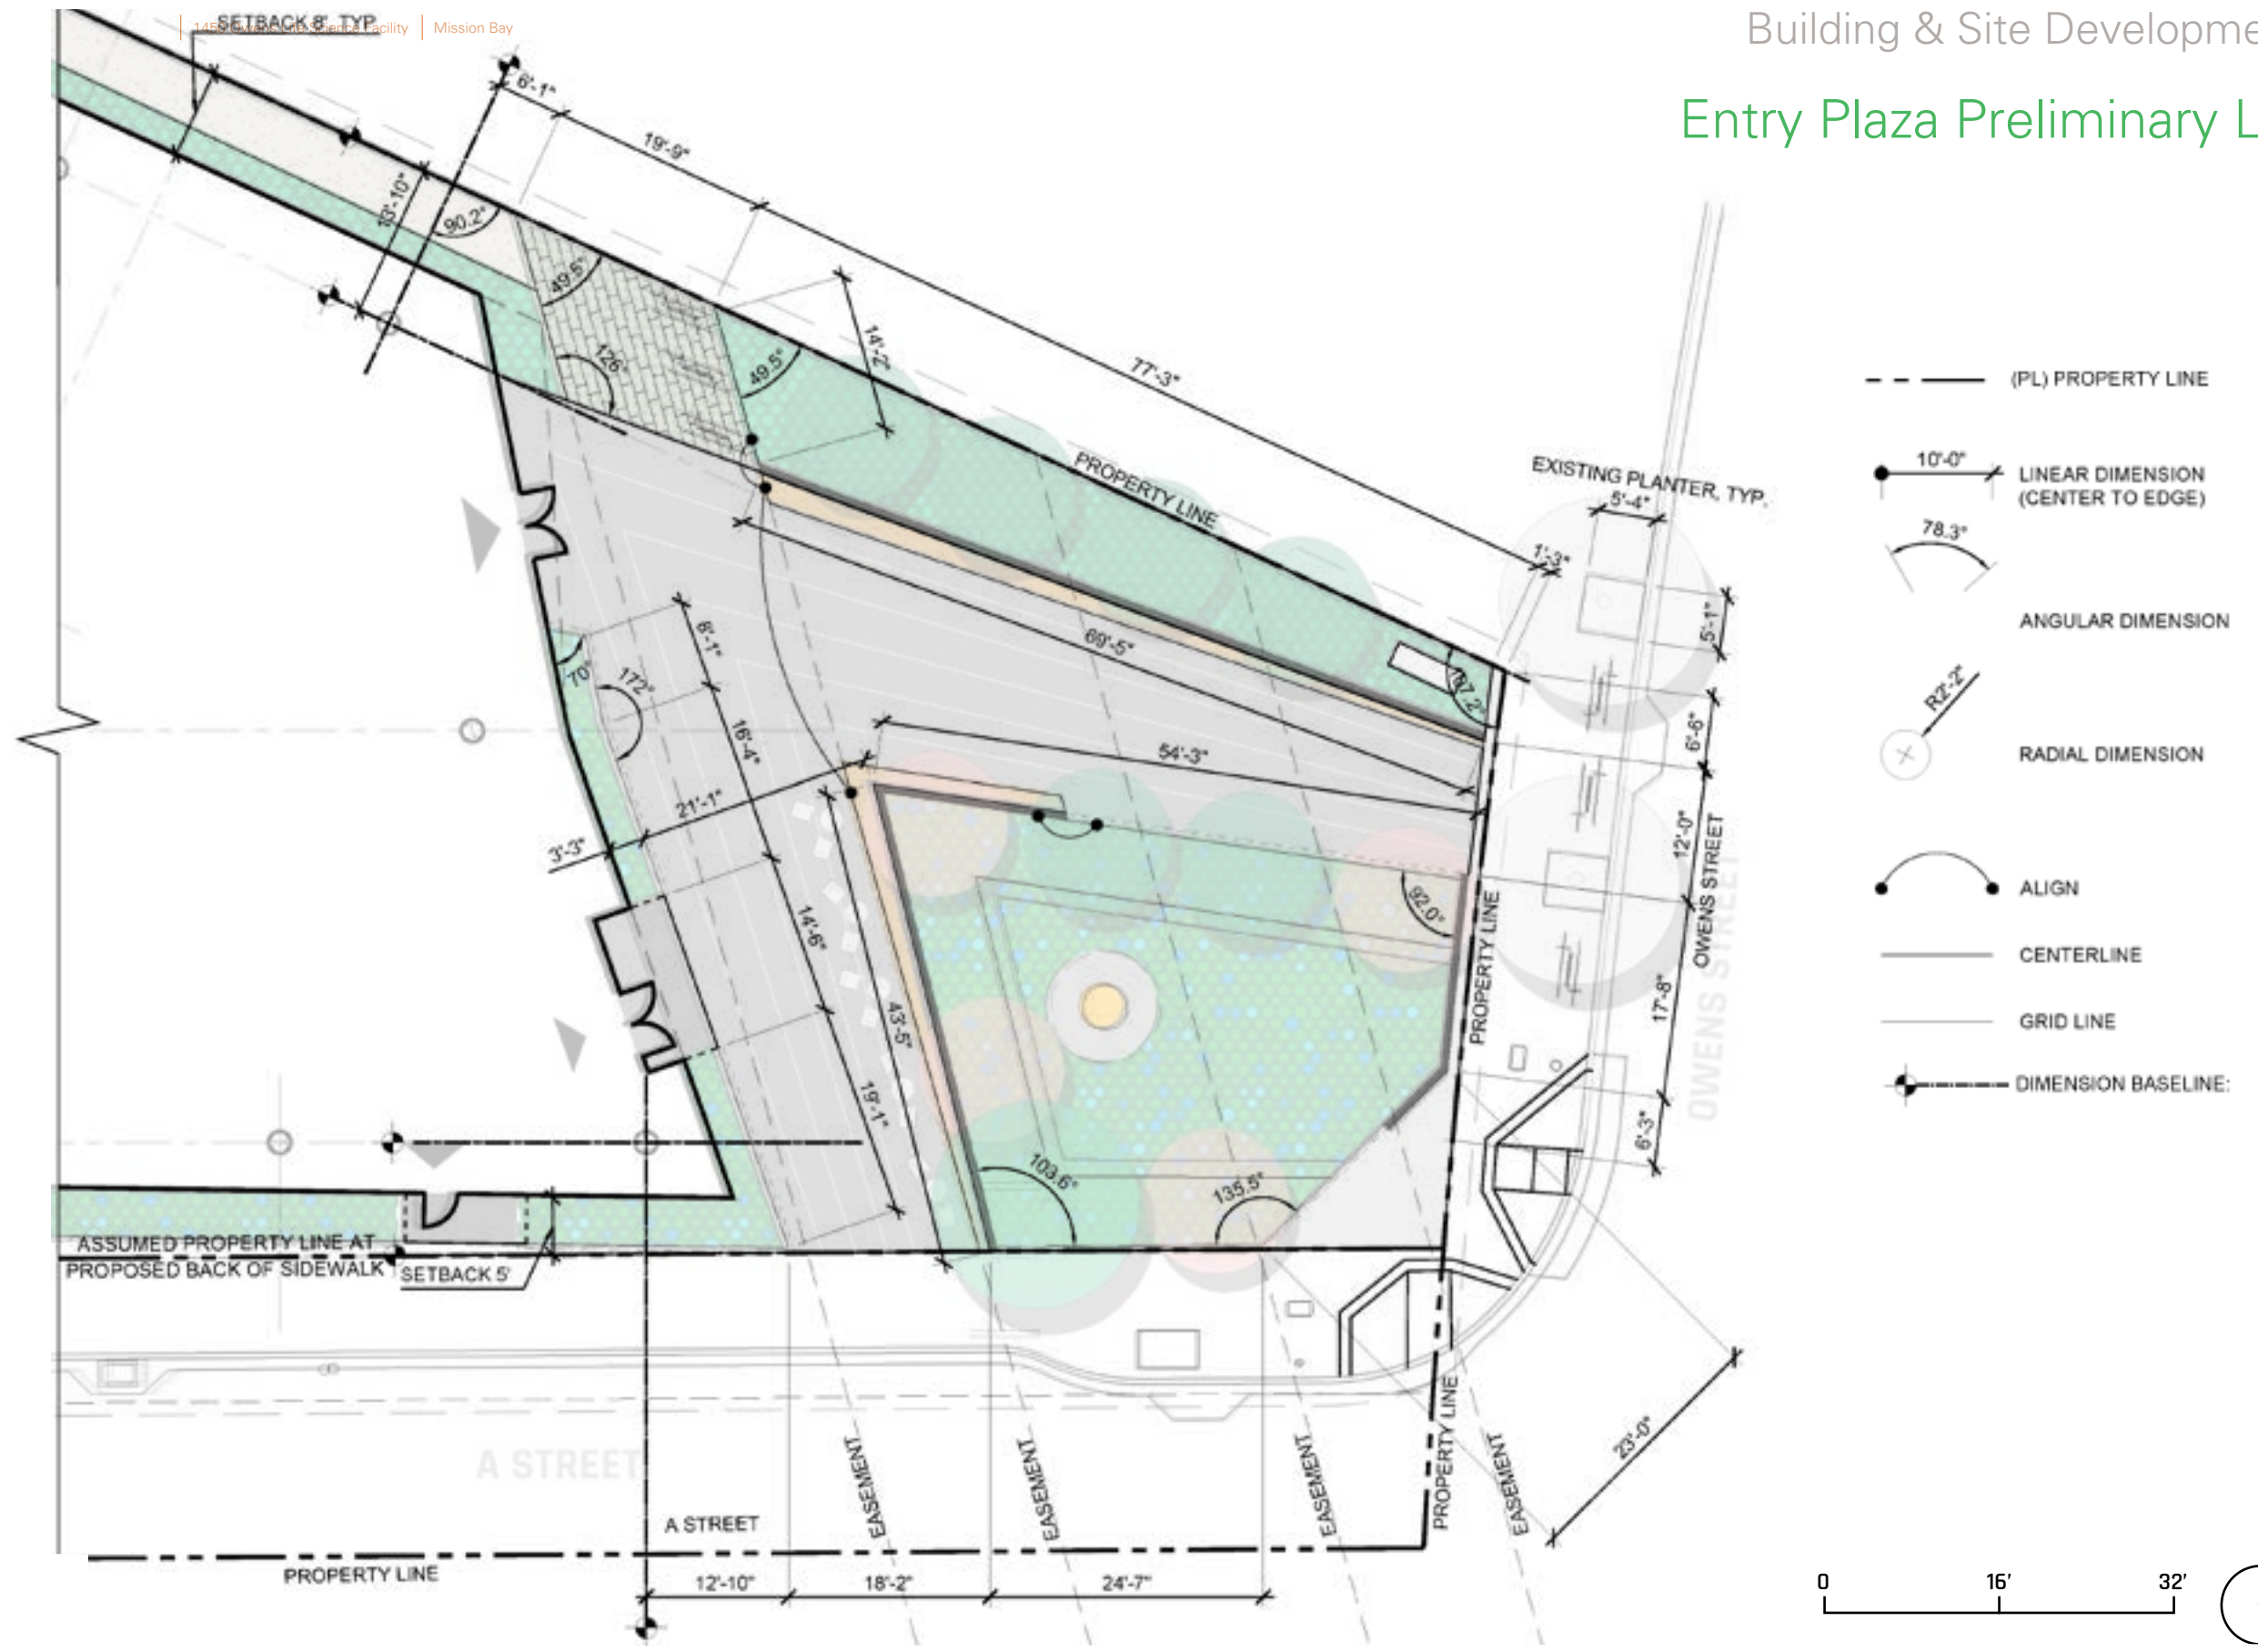 SETBACK 8', TYP
Facility | Mission Bay
Building & Site Developme
Entry Plaza Preliminary L
6'-1"
19'-9"
13'-10"
90.2°
49.5°
126°
49.5°
14'-2"
77'-3"
PROPERTY LINE
EXISTING PLANTER, TYP.
5'-4"
1'-3"
5'-1"
6'-6"
12'-0"
OWENS STREET
OWENS STREET
17'-8"
6'-3"
69'-5"
54'-3"
8'-1"
70°
172°
16'-4"
21'-1"
3'-3"
14'-6"
43'-5"
19'-1"
92.0°
PROPERTY LINE
103.6°
135.5°
ASSUMED PROPERTY LINE AT
PROPOSED BACK OF SIDEWALK
SETBACK 5'
A STREET
A STREET
EASEMENT
EASEMENT
EASEMENT
PROPERTY LINE
EASEMENT
23'-0"
PROPERTY LINE
12'-10"
18'-2"
24'-7"
(PL) PROPERTY LINE
10'-0"
LINEAR DIMENSION
(CENTER TO EDGE)
78.3°
ANGULAR DIMENSION
R2'-2"
RADIAL DIMENSION
ALIGN
CENTERLINE
GRID LINE
DIMENSION BASELINE:
0 16' 32'